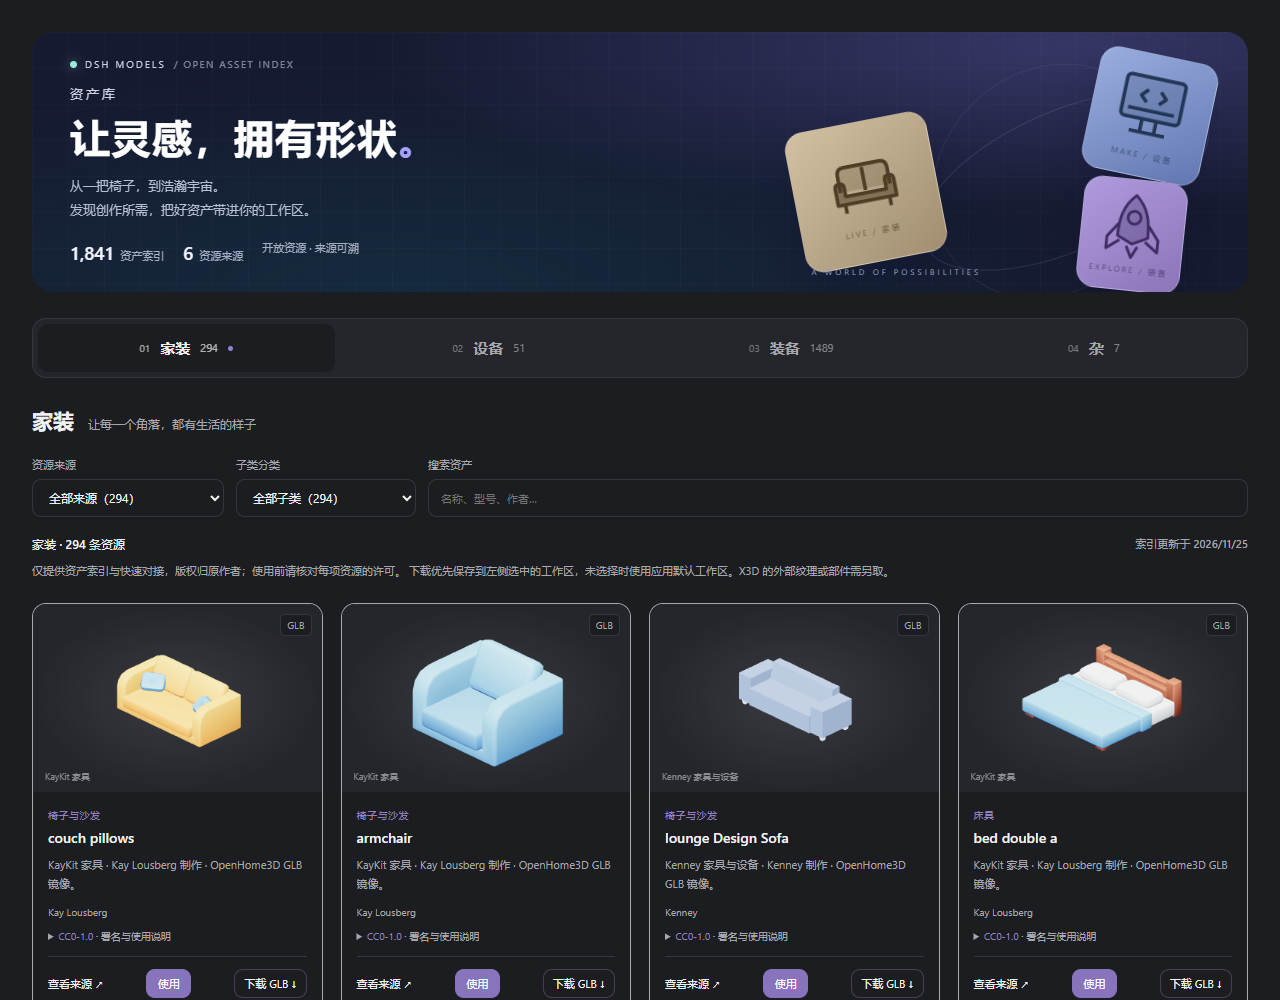 DSH MODELS / OPEN ASSET INDEX
资产库
让灵感，拥有形状。
从一把椅子，到浩瀚宇宙。
发现创作所需，把好资产带进你的工作区。
1,841 资产索引 6 资源来源 开放资源 · 来源可溯
MAKE / 设备
LIVE / 家装
EXPLORE / 装备
A WORLD OF POSSIBILITIES
01 家装 294
02 设备 51
03 装备 1489
04 杂 7
家装 让每一个角落，都有生活的样子
资源来源 子类分类 搜索资产
全部来源（294） 全部子类（294） 名称、型号、作者...
家装 · 294 条资源 索引更新于 2026/11/25
仅提供资产索引与快速对接，版权归原作者；使用前请核对每项资源的许可。 下载优先保存到左侧选中的工作区，未选择时使用应用默认工作区。X3D 的外部纹理或部件需另取。
GLB
KayKit 家具
椅子与沙发
couch pillows
KayKit 家具 · Kay Lousberg 制作 · OpenHome3D GLB
镜像。
Kay Lousberg
CC0-1.0 · 署名与使用说明
查看来源 ↗ 使用 下载 GLB ↓
GLB
KayKit 家具
椅子与沙发
armchair
KayKit 家具 · Kay Lousberg 制作 · OpenHome3D GLB
镜像。
Kay Lousberg
CC0-1.0 · 署名与使用说明
查看来源 ↗ 使用 下载 GLB ↓
GLB
Kenney 家具与设备
椅子与沙发
lounge Design Sofa
Kenney 家具与设备 · Kenney 制作 · OpenHome3D
GLB 镜像。
Kenney
CC0-1.0 · 署名与使用说明
查看来源 ↗ 使用 下载 GLB ↓
GLB
KayKit 家具
床具
bed double a
KayKit 家具 · Kay Lousberg 制作 · OpenHome3D GLB
镜像。
Kay Lousberg
CC0-1.0 · 署名与使用说明
查看来源 ↗ 使用 下载 GLB ↓